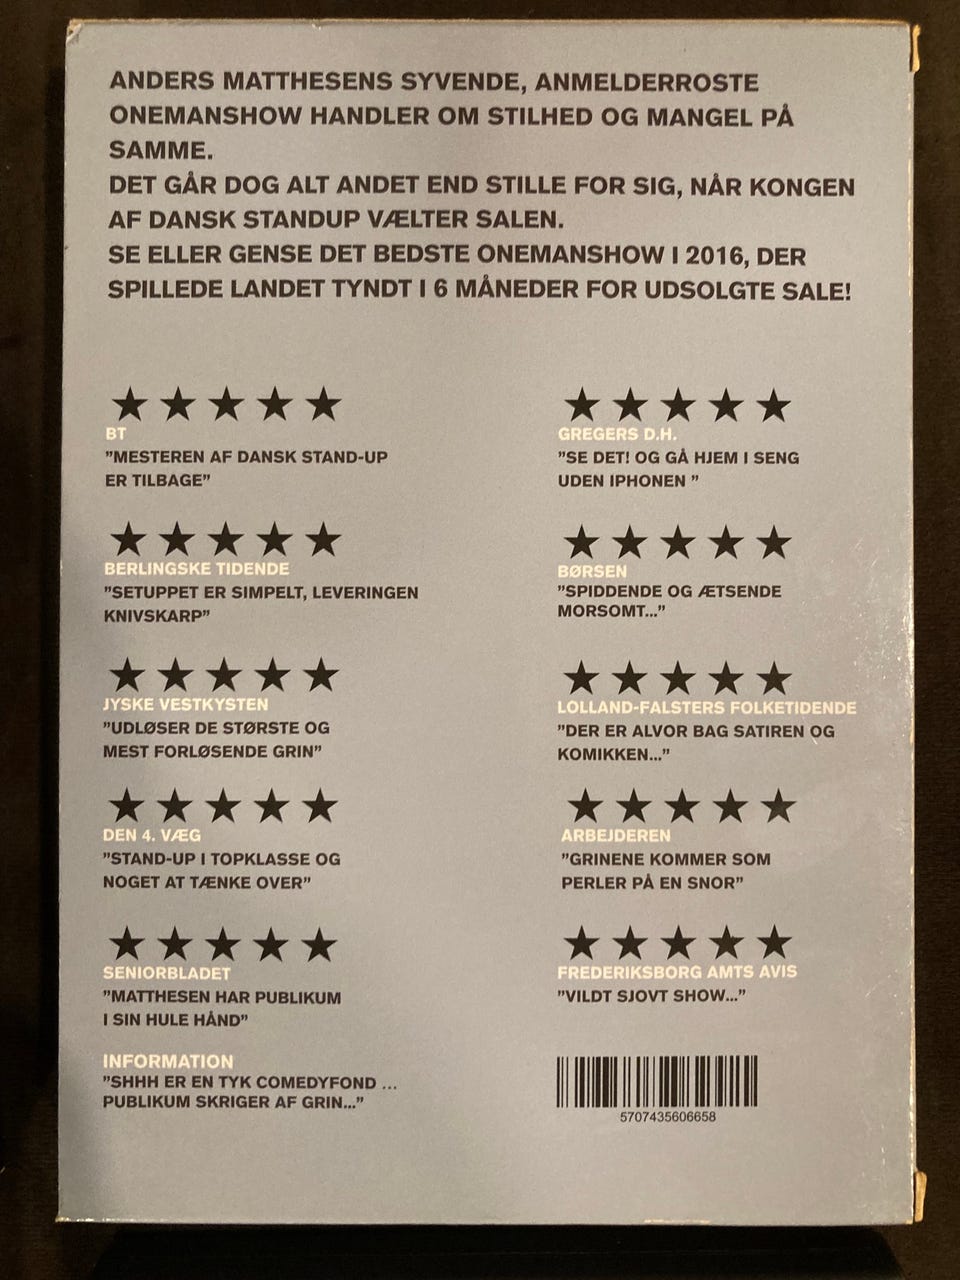 ANDERS MATTHESENS SYVENDE, ANMELDERROSTE
ONEMANSHOW HANDLER OM STILHED OG MANGEL PÅ
SAMME.
DET GÅR DOG ALT ANDET END STILLE FOR SIG, NÅR KONGEN
AF DANSK STANDUP VÆLTER SALEN.
SE ELLER GENSE DET BEDSTE ONEMANSHOW I 2016, DER
SPILLEDE LANDET TYNDT I 6 MÅNEDER FOR UDSOLGTE SALE!
★★★★★
BT
"MESTEREN AF DANSK STAND-UP
ER TILBAGE"
★★★★★
BERLINGSKE TIDENDE
"SETUPPET ER SIMPELT, LEVERINGEN
KNIVSKARP"
★★★★★
JYSKE VESTKYSTEN
"UDLØSER DE STØRSTE OG
MEST FORLØSENDE GRIN"
★★★★★
DEN 4. VÆG
"STAND-UP I TOPKLASSE OG
NOGET AT TÆNKE OVER"
★★★★★
SENIORBLADET
"MATTHESEN HAR PUBLIKUM
I SIN HULE HÅND"
INFORMATION
"SHHH ER EN TYK COMEDYFOND ...
PUBLIKUM SKRIGER AF GRIN..."
★★★★★
GREGERS D.H.
"SE DET! OG GÅ HJEM I SENG
UDEN IPHONEN "
★★★★★
BØRSEN
"SPIDDENDE OG ÆTSENDE
MORSOMT..."
★★★★★
LOLLAND-FALSTERS FOLKETIDENDE
"DER ER ALVOR BAG SATIREN OG
KOMIKKEN..."
★★★★★
ARBEJDEREN
"GRINENE KOMMER SOM
PERLER PÅ EN SNOR"
★★★★★
FREDERIKSBORG AMTS AVIS
"VILDT SJOVT SHOW..."
5707435606658